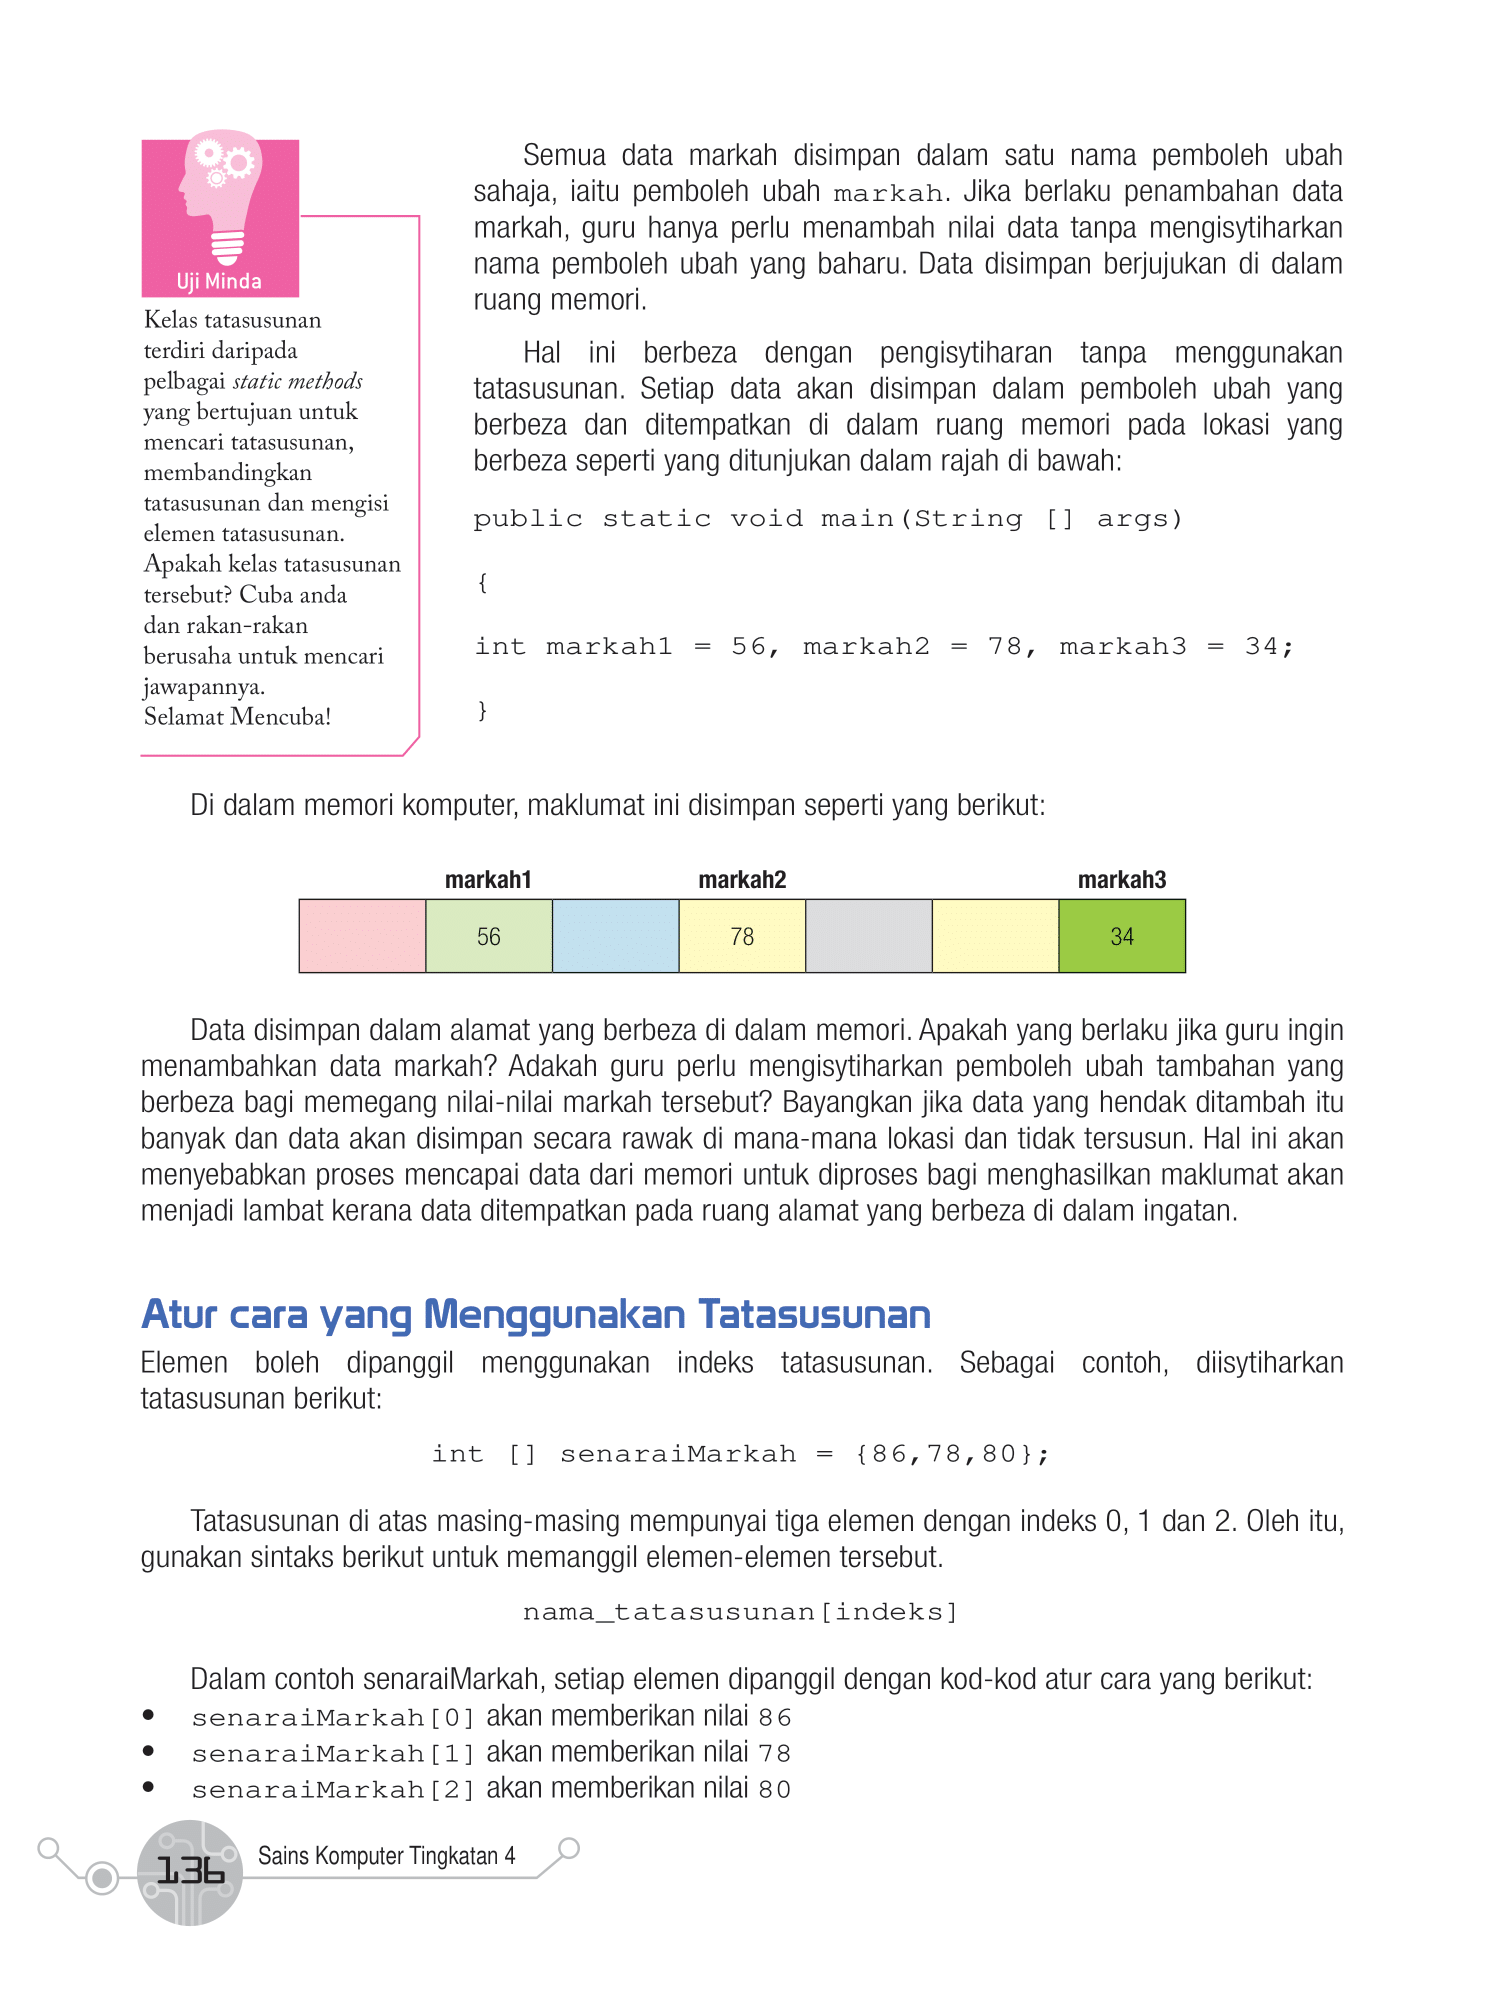 Uji Minda
Kelas tatasusunan
terdiri daripada
pelbagai static methods
yang bertujuan untuk
mencari tatasusunan,
membandingkan
tatasusunan dan mengisi
elemen tatasusunan.
Apakah kelas tatasusunan
tersebut? Cuba anda
dan rakan-rakan
berusaha untuk mencari
jawapannya.
Selamat Mencuba!
Semua data markah disimpan dalam satu nama pemboleh ubah
sahaja, iaitu pemboleh ubah markah. Jika berlaku penambahan data
markah, guru hanya perlu menambah nilai data tanpa mengisytiharkan
nama pemboleh ubah yang baharu. Data disimpan berjujukan di dalam
ruang memori.
Hal ini berbeza dengan pengisytiharan tanpa menggunakan
tatasusunan. Setiap data akan disimpan dalam pemboleh ubah yang
berbeza dan ditempatkan di dalam ruang memori pada lokasi yang
berbeza seperti yang ditunjukan dalam rajah di bawah:
public static void main(String [] args)
{
int markah1 = 56, markah2 = 78, markah3 = 34;
}
Di dalam memori komputer, maklumat ini disimpan seperti yang berikut:
markah1 markah2 markah3
56 78 34
Data disimpan dalam alamat yang berbeza di dalam memori. Apakah yang berlaku jika guru ingin
menambahkan data markah? Adakah guru perlu mengisytiharkan pemboleh ubah tambahan yang
berbeza bagi memegang nilai-nilai markah tersebut? Bayangkan jika data yang hendak ditambah itu
banyak dan data akan disimpan secara rawak di mana-mana lokasi dan tidak tersusun. Hal ini akan
menyebabkan proses mencapai data dari memori untuk diproses bagi menghasilkan maklumat akan
menjadi lambat kerana data ditempatkan pada ruang alamat yang berbeza di dalam ingatan.
Atur cara yang Menggunakan Tatasusunan
Elemen boleh dipanggil menggunakan indeks tatasusunan. Sebagai contoh, diisytiharkan
tatasusunan berikut:
int [] senaraiMarkah = {86,78,80};
Tatasusunan di atas masing-masing mempunyai tiga elemen dengan indeks 0, 1 dan 2. Oleh itu,
gunakan sintaks berikut untuk memanggil elemen-elemen tersebut.
nama_tatasusunan[indeks]
Dalam contoh senaraiMarkah, setiap elemen dipanggil dengan kod-kod atur cara yang berikut:
• senaraiMarkah[0] akan memberikan nilai 86
• senaraiMarkah[1] akan memberikan nilai 78
• senaraiMarkah[2] akan memberikan nilai 80
136 Sains Komputer Tingkatan 4